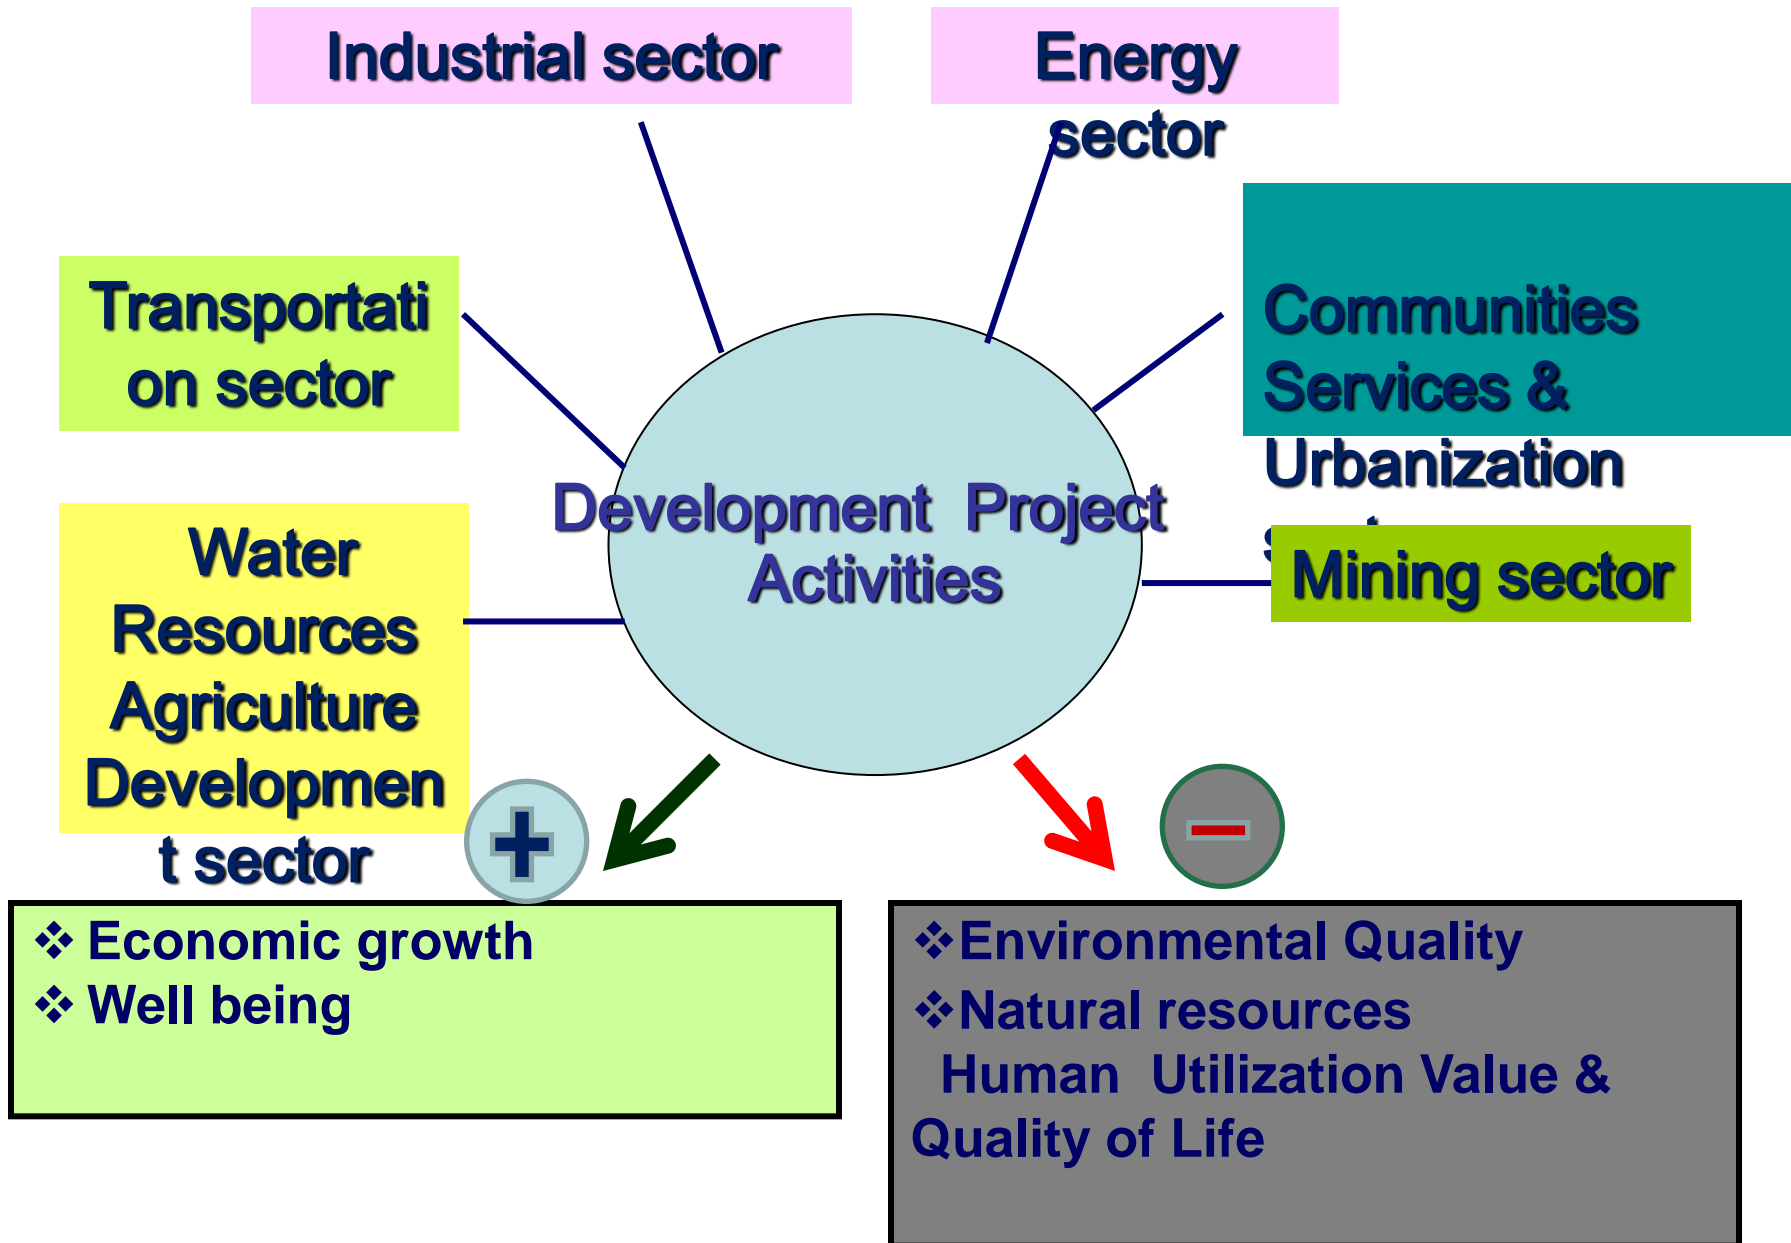 Industrial sector
Energy
sector
Transportati
on sector
Communities
Services &
Urbanization
Development  Project
Activities
Mining sector
Water
Resources
Agriculture
Developmen
t sector
+
–
❖ Economic growth
❖ Well being
❖Environmental Quality
❖Natural resources
Human  Utilization Value &
Quality of Life